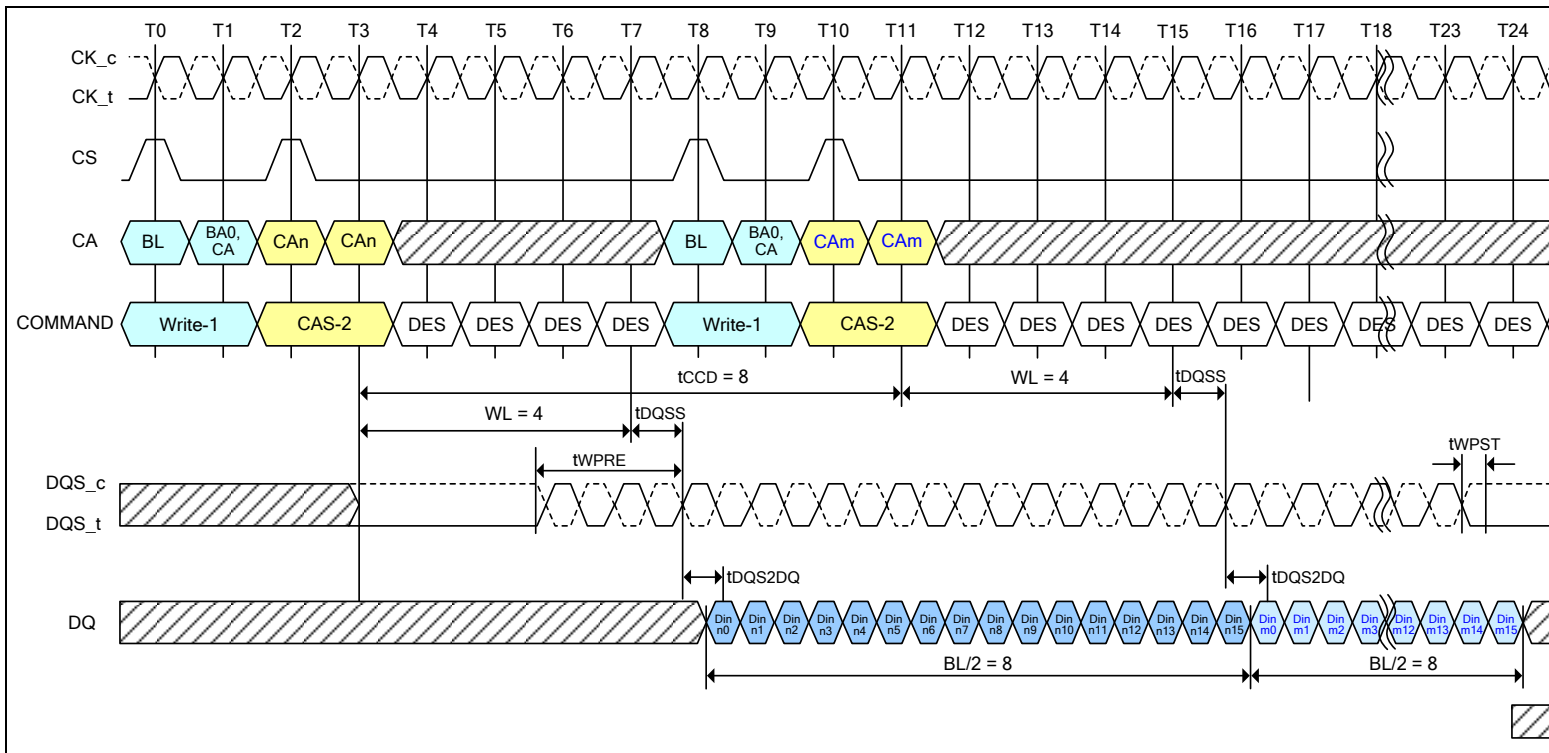 T0 T1 T2 T3 T4 T5 T6 T7 T8 T9 T10 T11 T12 T13 T14 T15 T16 T17 T18 T23 T24
CK_c
CK_t
CS
CA BL BA0, CA CAn CAn BL BA0, CA CAm CAm
COMMAND Write-1 CAS-2 DES DES DES DES Write-1 CAS-2 DES DES DES DES DES DES DES DES DES
tCCD = 8 WL = 4 tDQSS
WL = 4 tDQSS
tWPRE tWPST
DQS_c
DQS_t
tDQS2DQ tDQS2DQ
DQ Din n0 Din n1 Din n2 Din n3 Din n4 Din n5 Din n6 Din n7 Din n8 Din n9 Din n10 Din n11 Din n12 Din n13 Din n14 Din n15 Din m0 Din m1 Din m2 Din m3 Din m12 Din m13 Din m14 Din m15
BL/2 = 8 BL/2 = 8